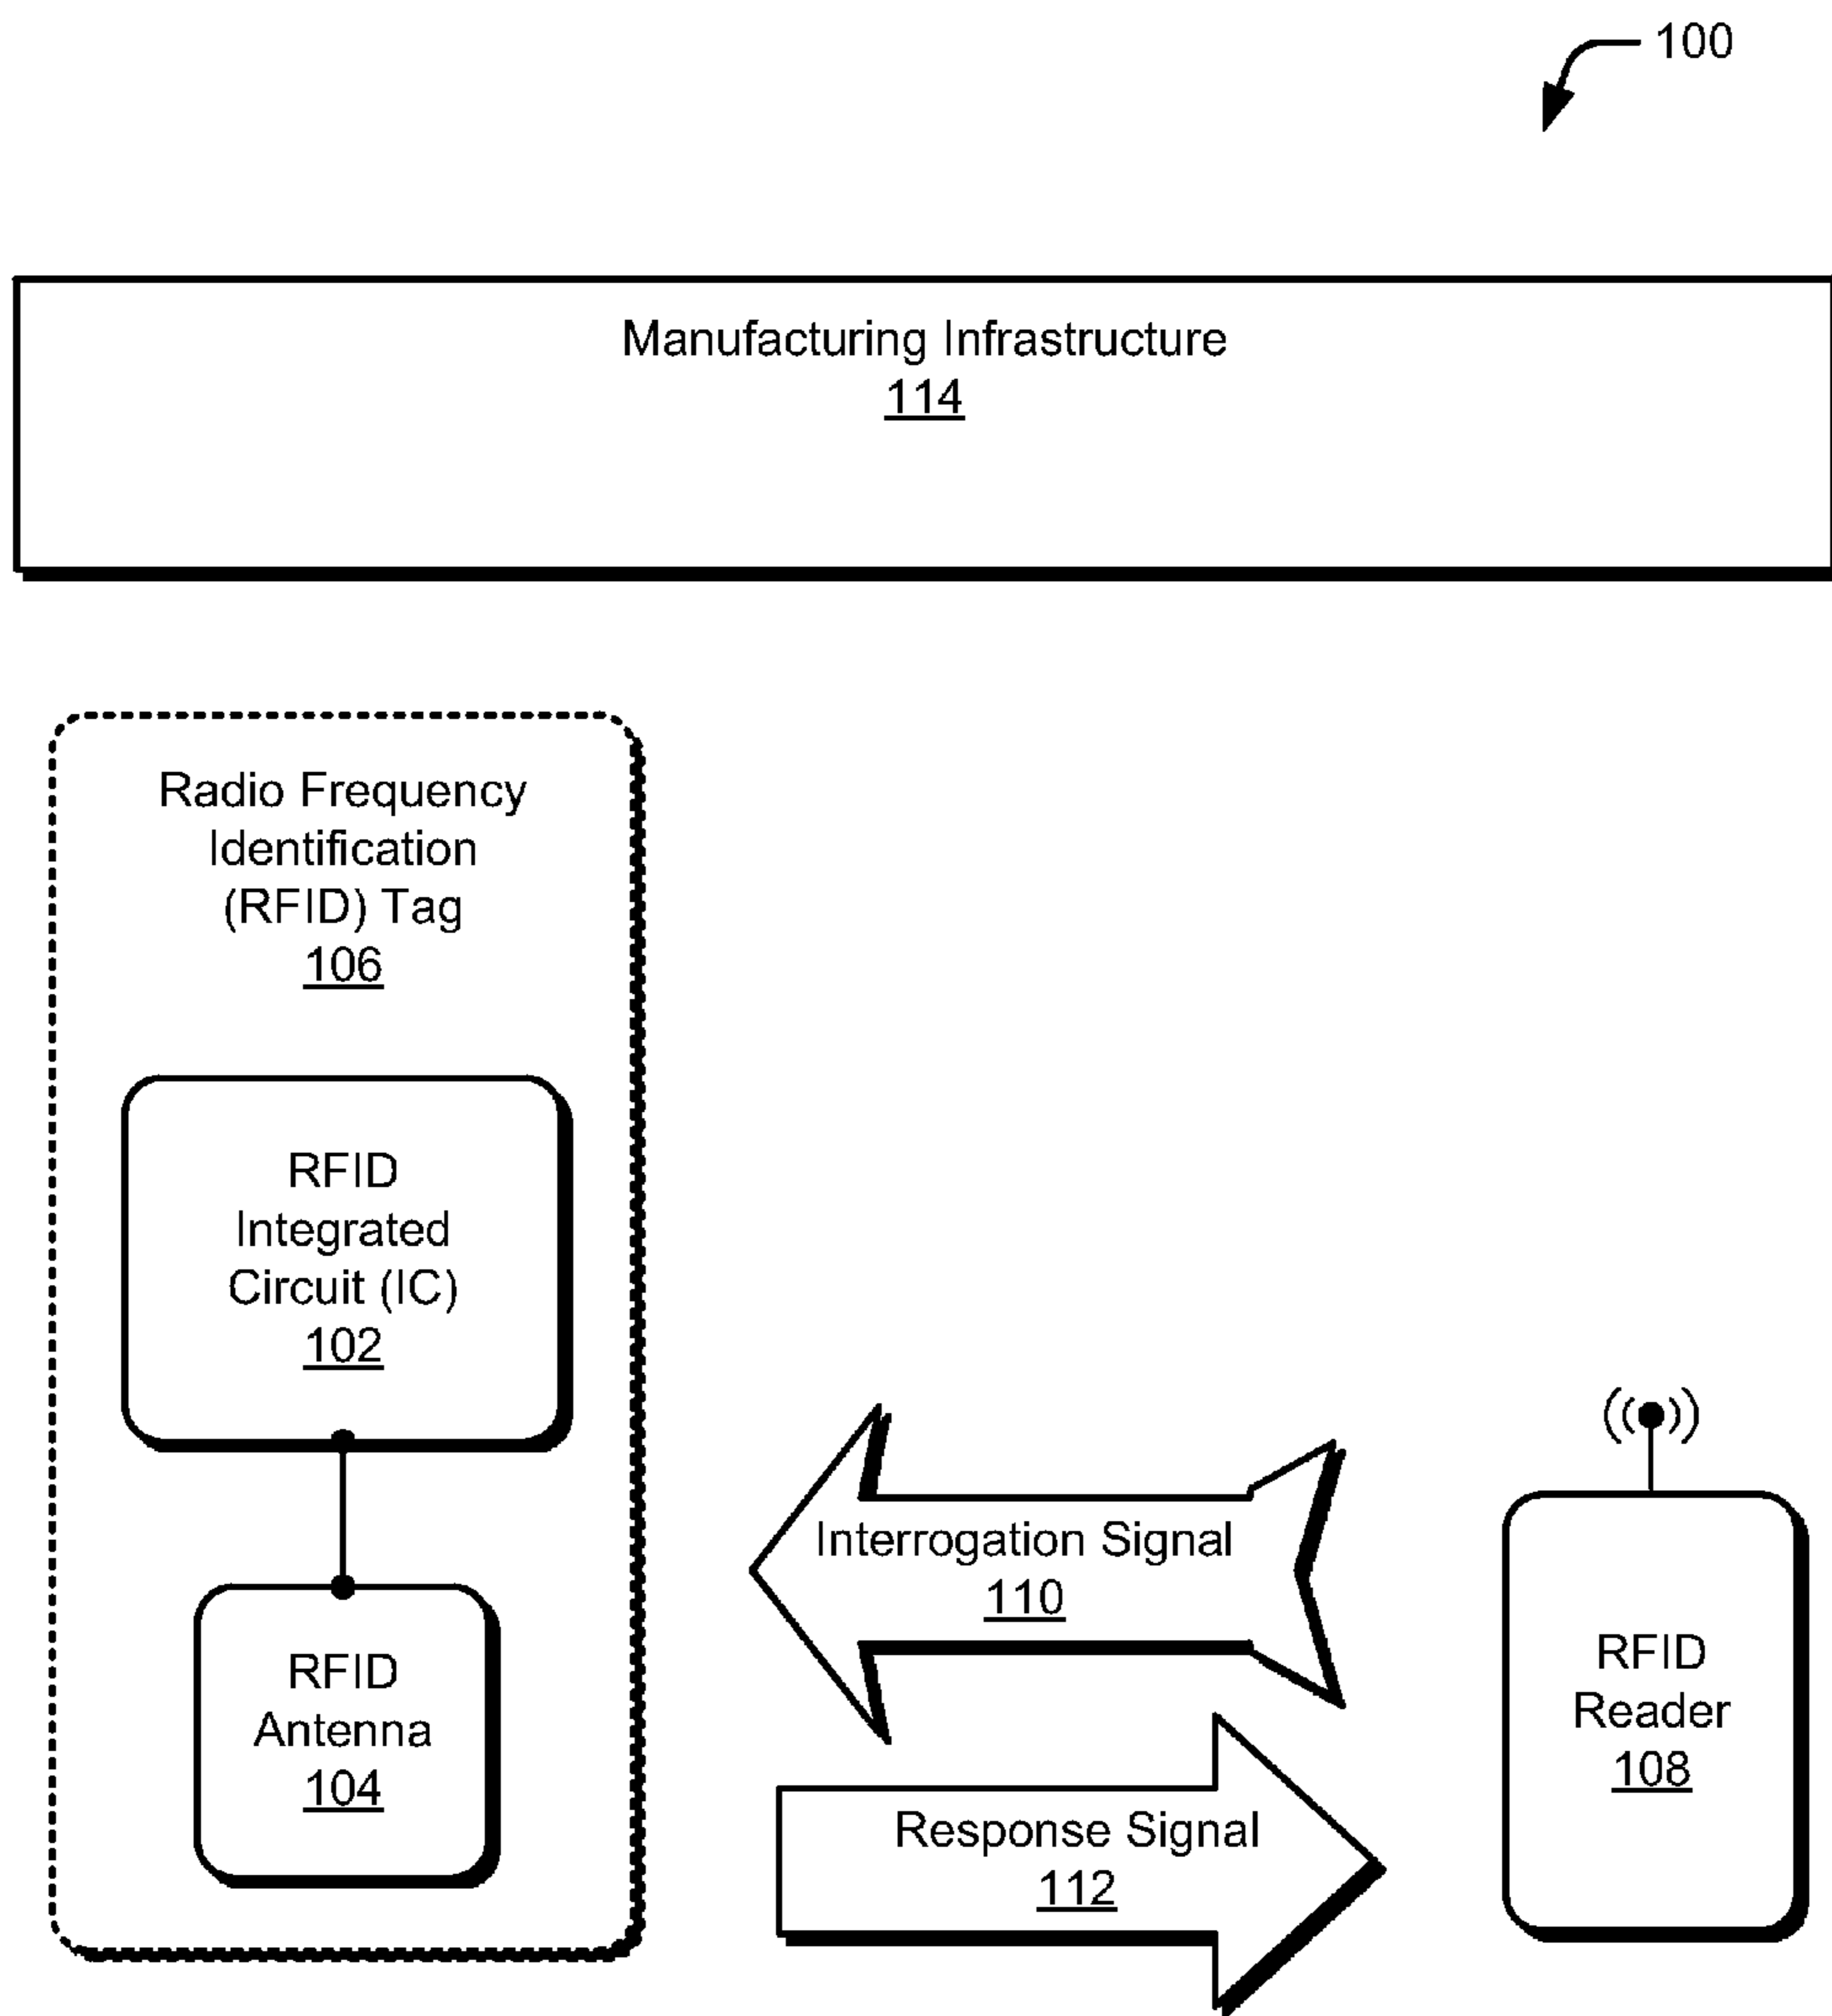 100
Manufacturing Infrastructure
114
Radio Frequency
Identification
(RFID) Tag
106
RFID
Integrated
Circuit (IC)
102
RFID
Antenna
104
Interrogation Signal
110
Response Signal
112
RFID
Reader
108